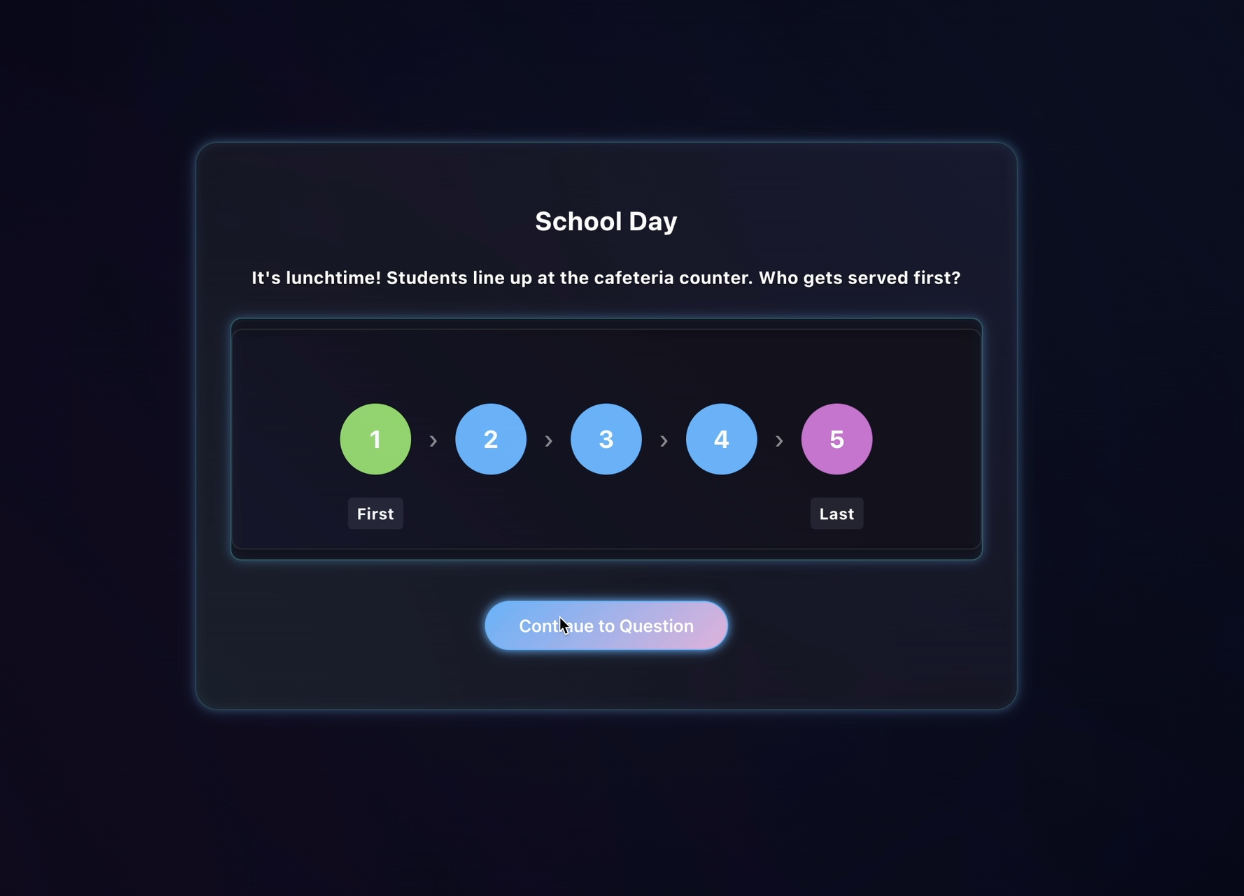 School Day
It's lunchtime! Students line up at the cafeteria counter. Who gets served first?
1 › 2 › 3 › 4 › 5
First Last
Continue to Question